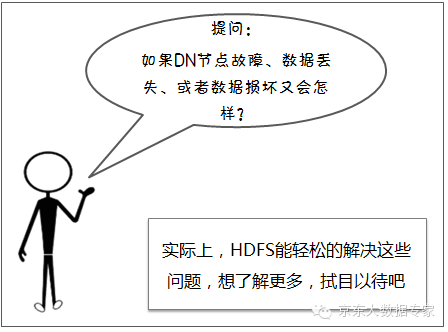 提问：
如果DN节点故障、数据丢
失、或者数据损坏又会怎
样？
实际上，HDFS能轻松的解决这些
问题，想了解更多，拭目以待吧
京东大数据专家